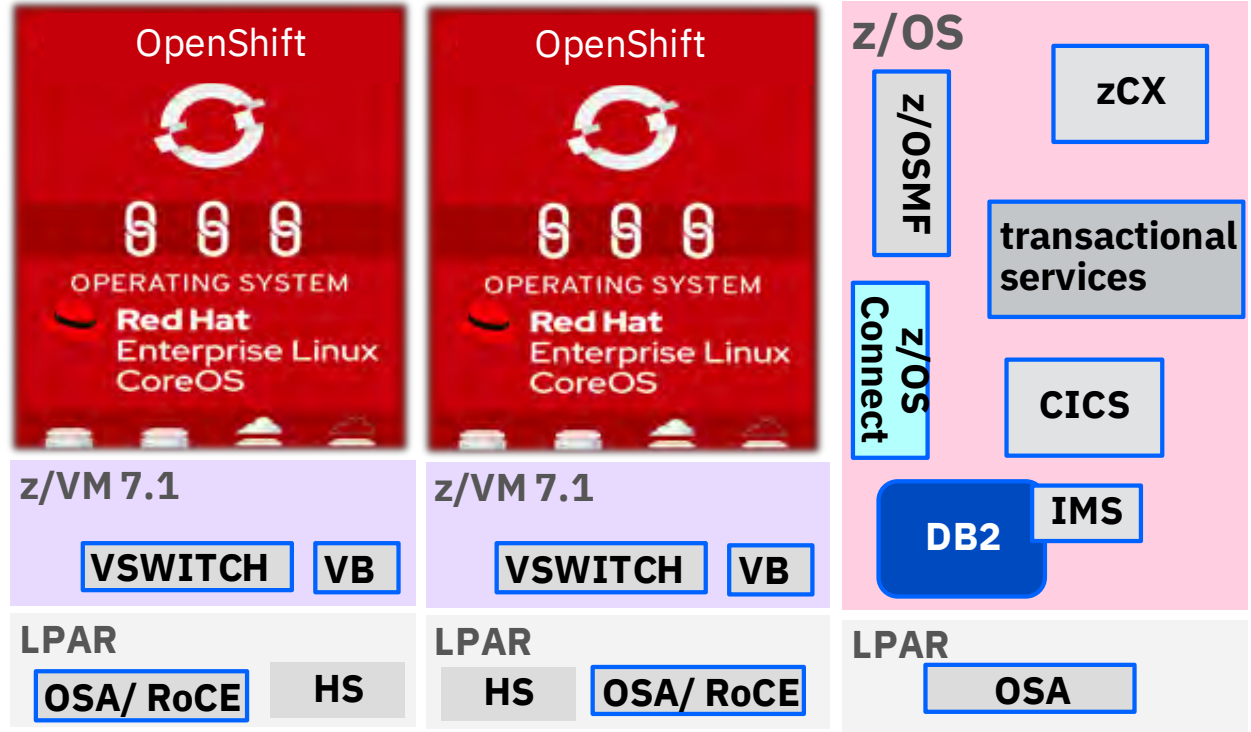 OpenShift
OPERATING SYSTEM
Red Hat
Enterprise Linux
CoreOS
z/VM 7.1
VSWITCH
VB
LPAR
OSA/ RoCE
HS
OpenShift
OPERATING SYSTEM
Red Hat
Enterprise Linux
CoreOS
z/VM 7.1
VSWITCH
VB
LPAR
HS
OSA/ RoCE
z/OS
z/OSMF
zCX
transactional
services
z/OS
Connect
CICS
DB2
IMS
LPAR
OSA